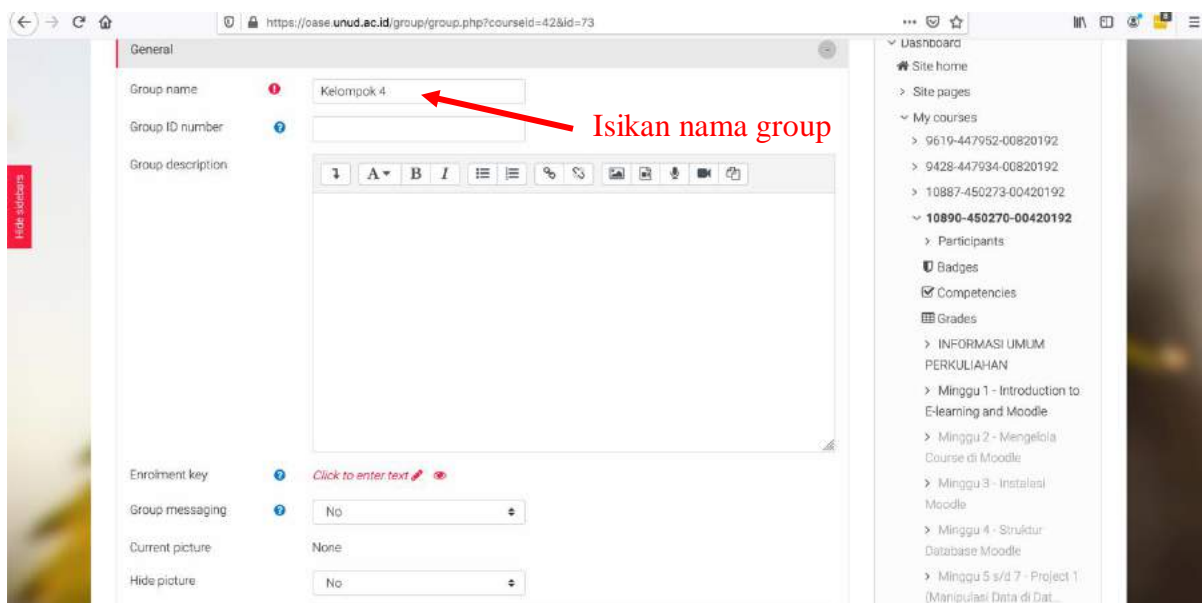 https://oase.unud.ac.id/group/group.php?courseid=42&id=73
General
Group name
Kelompok 4
Isikan nama group
Group ID number
Group description
A
B
I
Enrolment key
Click to enter text
Group messaging
No
Current picture
None
Hide picture
No
Hide sidebars
Dashboard
Site home
Site pages
My courses
9619-447952-00820192
9428-447934-00820192
10887-450273-00420192
10890-450270-00420192
Participants
Badges
Competencies
Grades
INFORMASI UMUM
PERKULIAHAN
Minggu 1 - Introduction to
E-learning and Moodle
Minggu 2 - Mengelola
Course di Moodle
Minggu 3 - Instalasi
Moodle
Minggu 4 - Struktur
Database Moodle
Minggu 5 s/d 7 - Project 1
(Manipulasi Data di Dat...